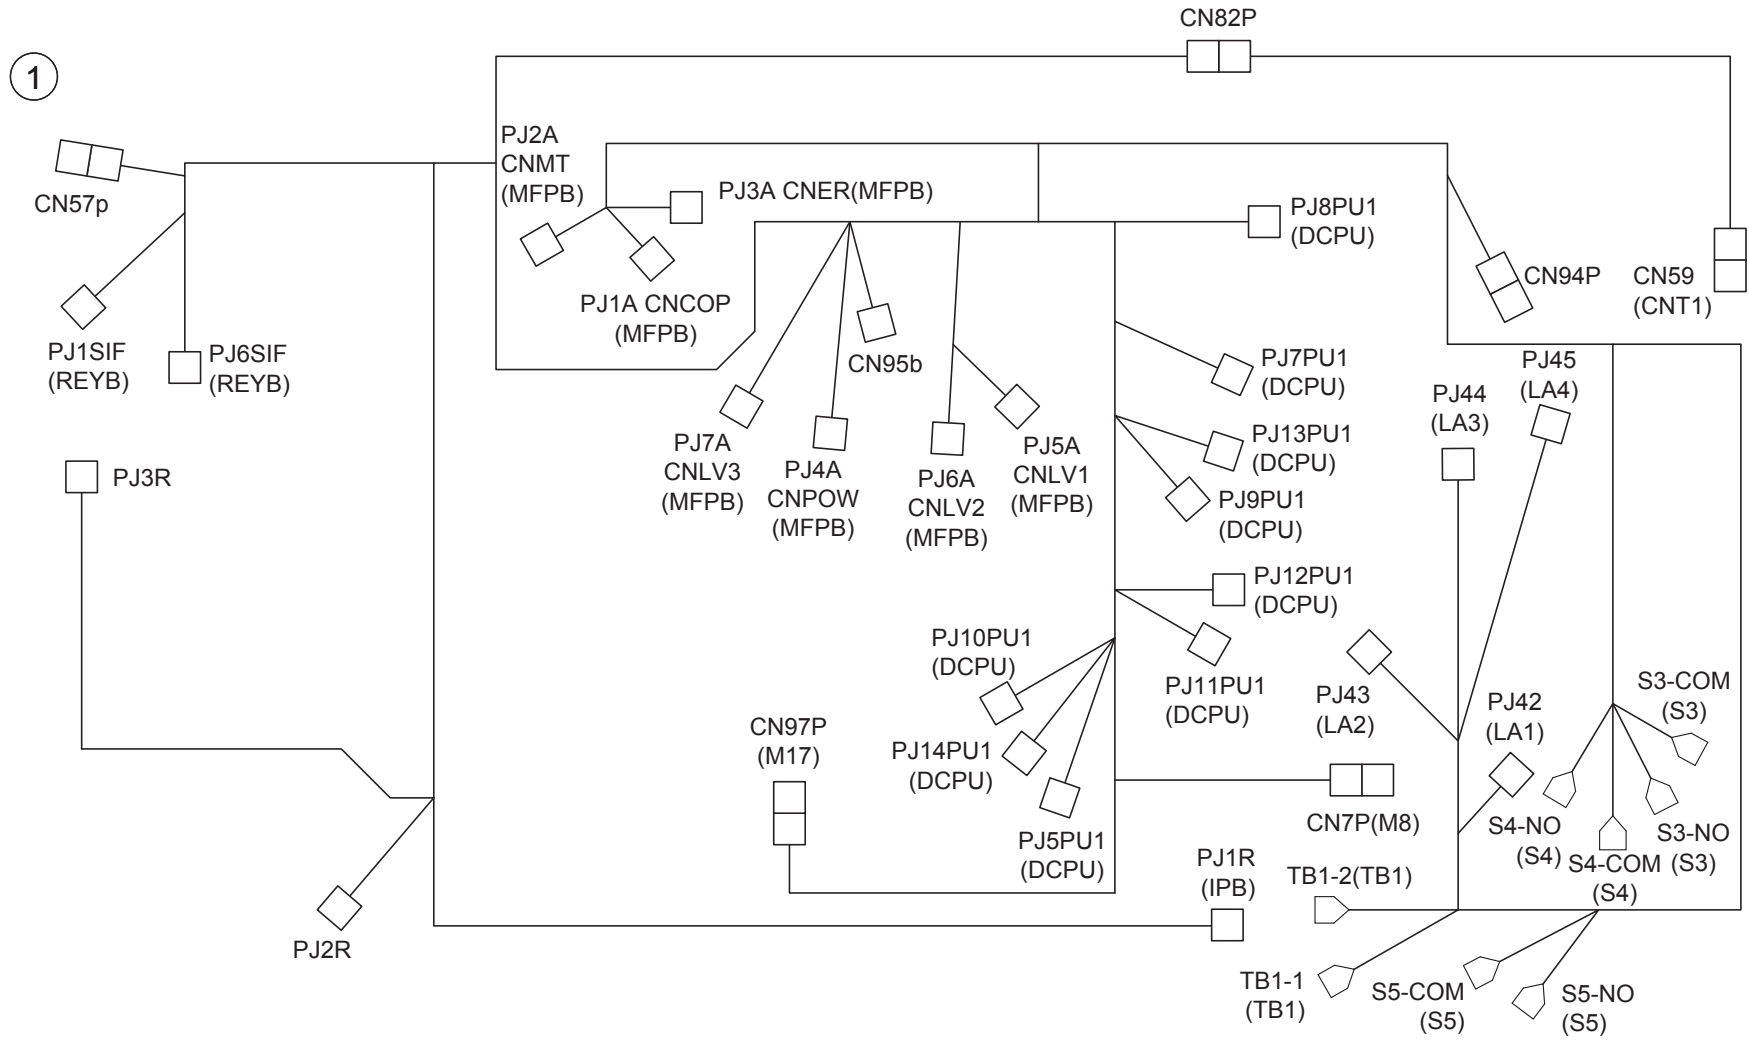 1
CN82P
CN57p
PJ2A
CNMT
(MFPB)
PJ3A CNER(MFPB)
PJ1A CNCOP
(MFPB)
PJ8PU1
(DCPU)
CN94P
CN59
(CNT1)
PJ1SIF
(REYB)
PJ6SIF
(REYB)
CN95b
PJ7PU1
(DCPU)
PJ45
(LA4)
PJ44
(LA3)
PJ3R
PJ7A
CNLV3
(MFPB)
PJ4A
CNPOW
(MFPB)
PJ6A
CNLV2
(MFPB)
PJ5A
CNLV1
(MFPB)
PJ13PU1
(DCPU)
PJ9PU1
(DCPU)
PJ12PU1
(DCPU)
PJ10PU1
(DCPU)
PJ11PU1
(DCPU)
PJ43
(LA2)
PJ42
(LA1)
S3-COM
(S3)
CN97P
(M17)
PJ14PU1
(DCPU)
PJ5PU1
(DCPU)
CN7P(M8)
S4-NO
(S4)
S4-COM
(S4)
S3-NO
(S3)
PJ1R
(IPB)
TB1-2(TB1)
PJ2R
TB1-1
(TB1)
S5-COM
(S5)
S5-NO
(S5)